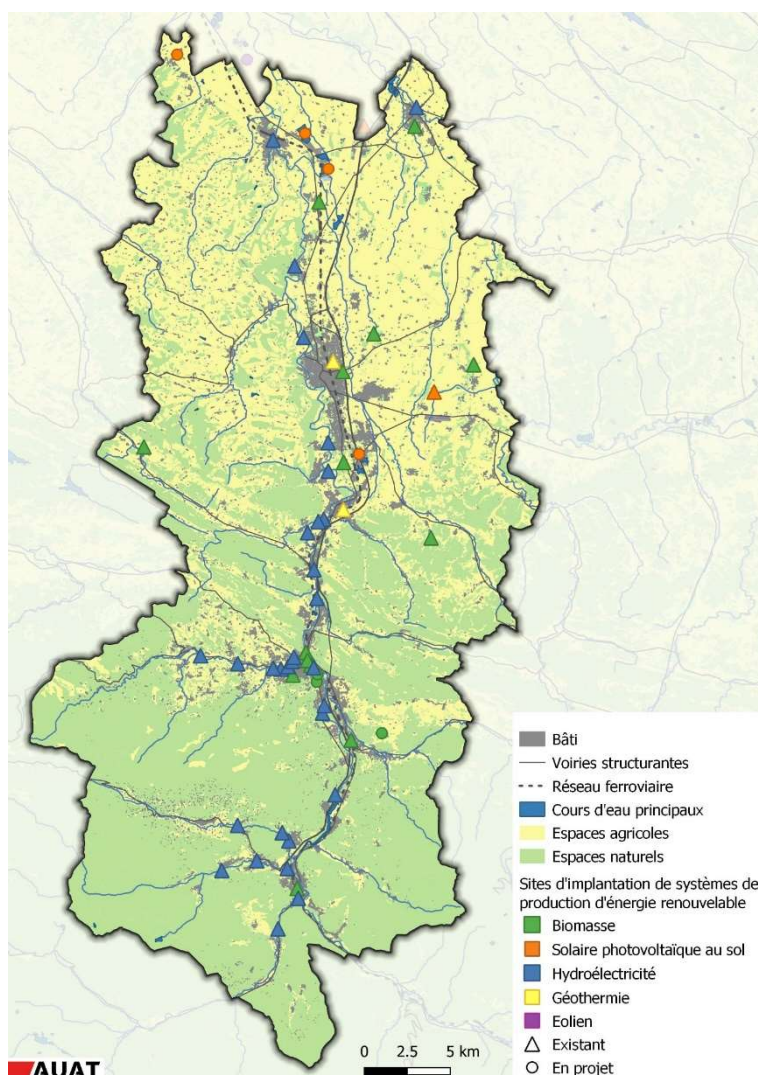 Bâti
Voiries structurantes
Réseau ferroviaire
Cours d'eau principaux
Espaces agricoles
Espaces naturels
Sites d'implantation de systèmes de
production d'énergie renouvelable
Biomasse
Solaire photovoltaïque au sol
Hydroélectricité
Géothermie
Eolien
Existant
En projet
0 2.5 5 km
AUAT